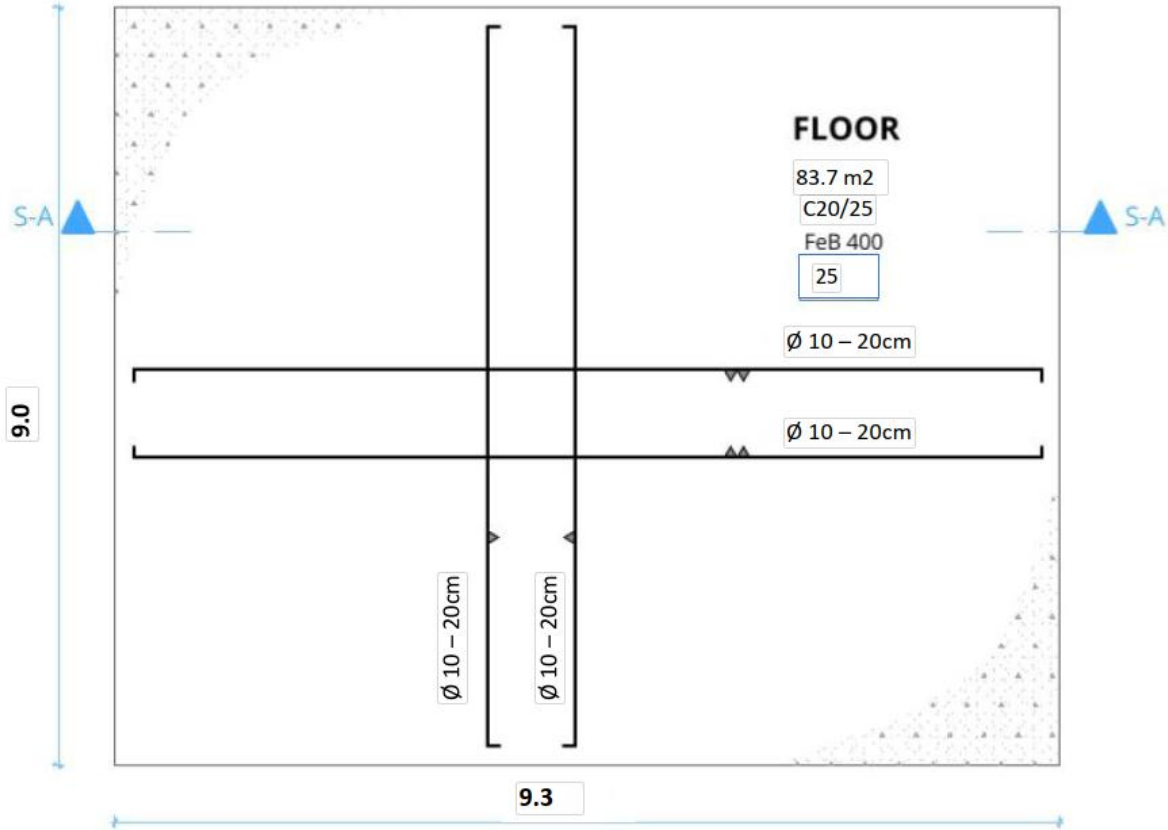 FLOOR
83.7 m2
C20/25
S-A
S-A
FeB 400
25
Ø 10 – 20cm
9.0
Ø 10 – 20cm
Ø 10 – 20cm
Ø 10 – 20cm
9.3